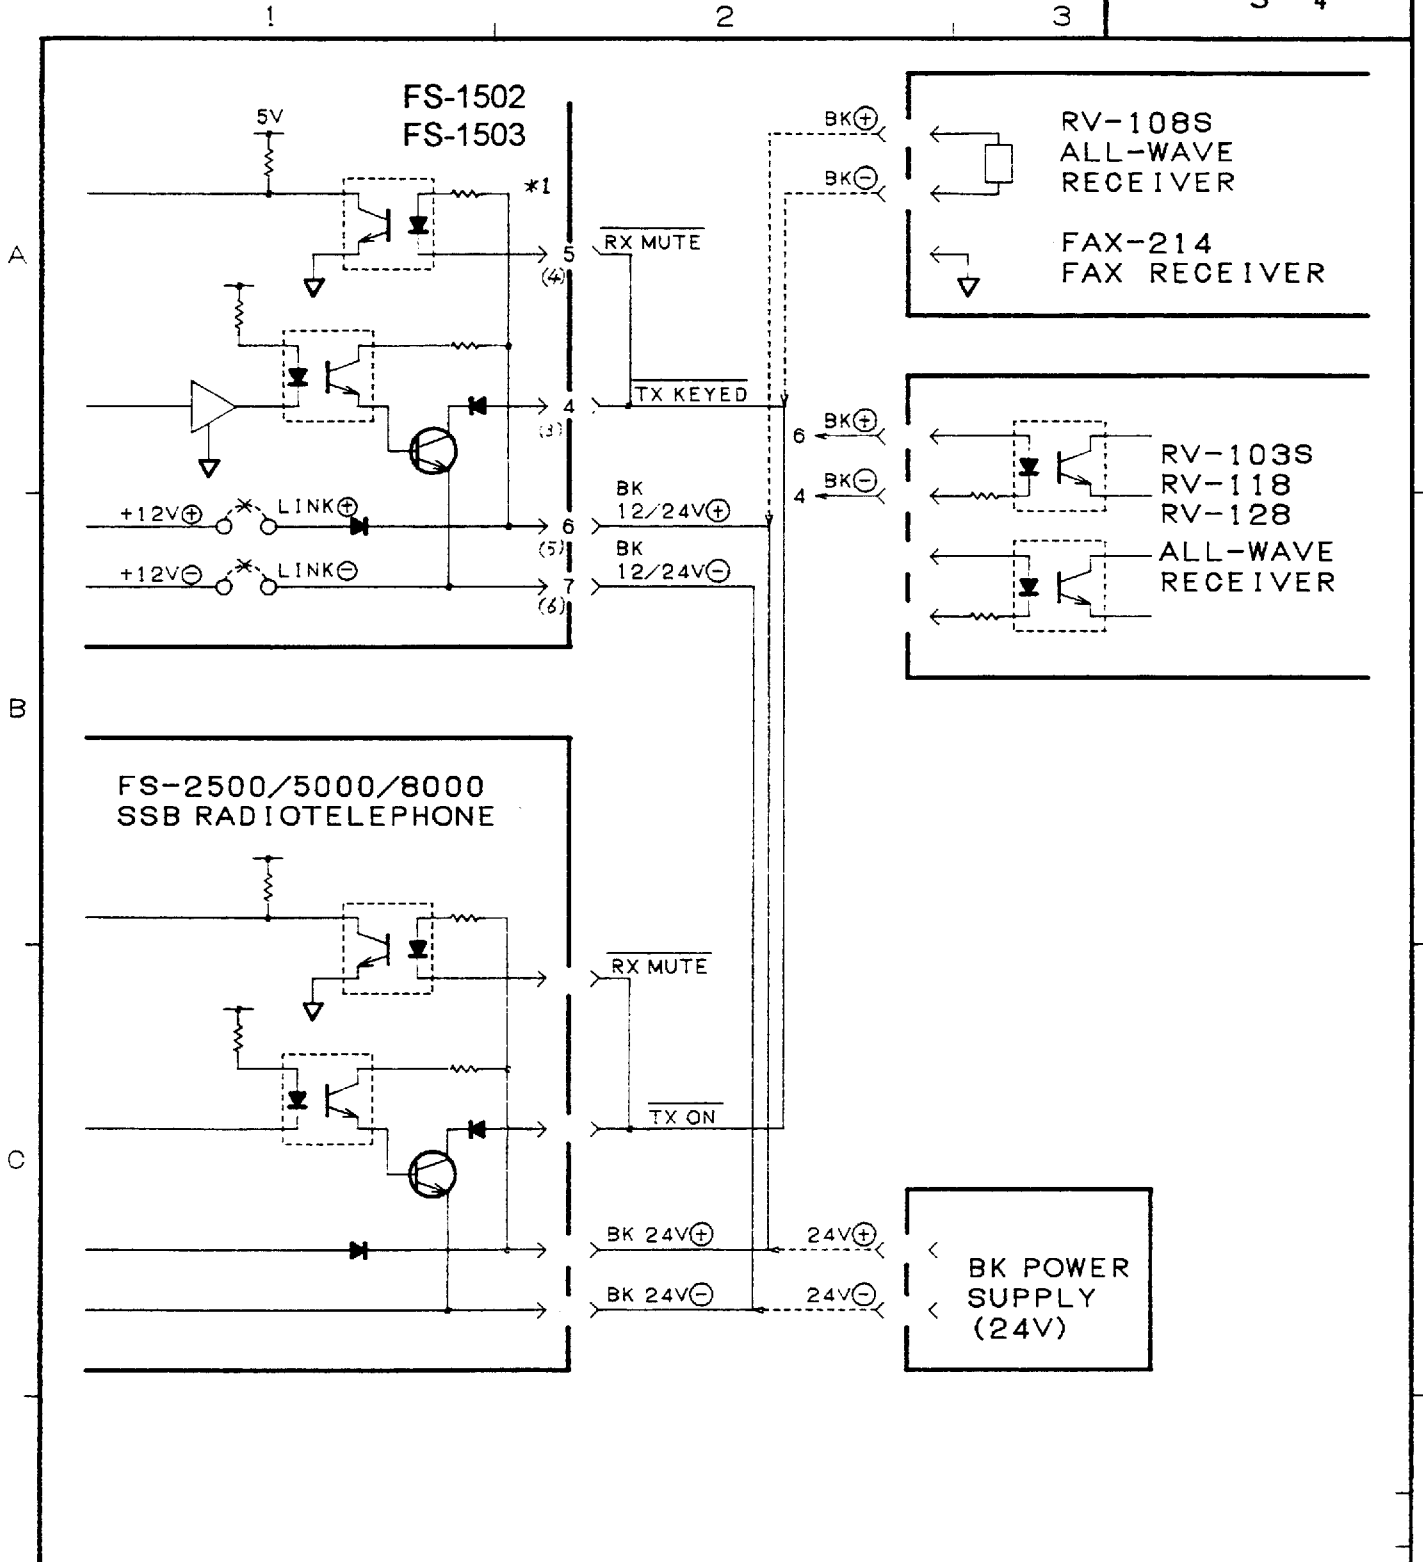 1
2
3
FS-1502
FS-1503
5V
*1
A
RX MUTE
5
(4)
TX KEYED
4
(3)
+12V⊕
LINK⊕
6
(5)
BK
12/24V⊕
+12V⊖
LINK⊖
7
(6)
BK
12/24V⊖
BK⊕
BK⊖
RV-108S
ALL-WAVE
RECEIVER
FAX-214
FAX RECEIVER
6
BK⊕
4
BK⊖
RV-103S
RV-118
RV-128
ALL-WAVE
RECEIVER
B
FS-2500/5000/8000
SSB RADIOTELEPHONE
RX MUTE
TX ON
C
BK 24V⊕
24V⊕
BK 24V⊖
24V⊖
BK POWER
SUPPLY
(24V)